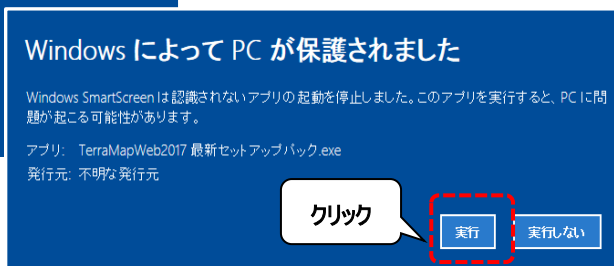 Windows によって PC が保護されました
Windows SmartScreen は認識されないアプリの起動を停止しました。このアプリを実行すると、PC に問
題が起こる可能性があります。
アプリ: TerraMapWeb2017 最新セットアップパック.exe
発行元: 不明な発行元
クリック
実行
実行しない